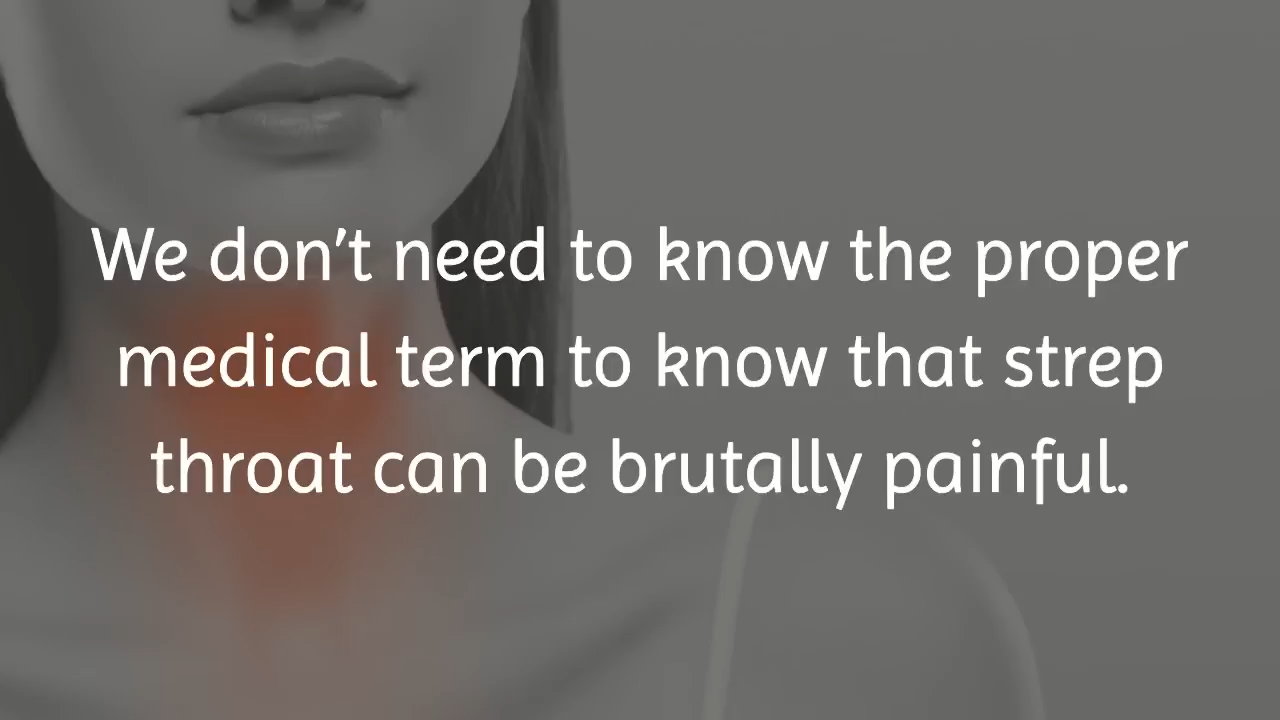 We don't need to know the proper
medical term to know that strep
throat can be brutally painful.